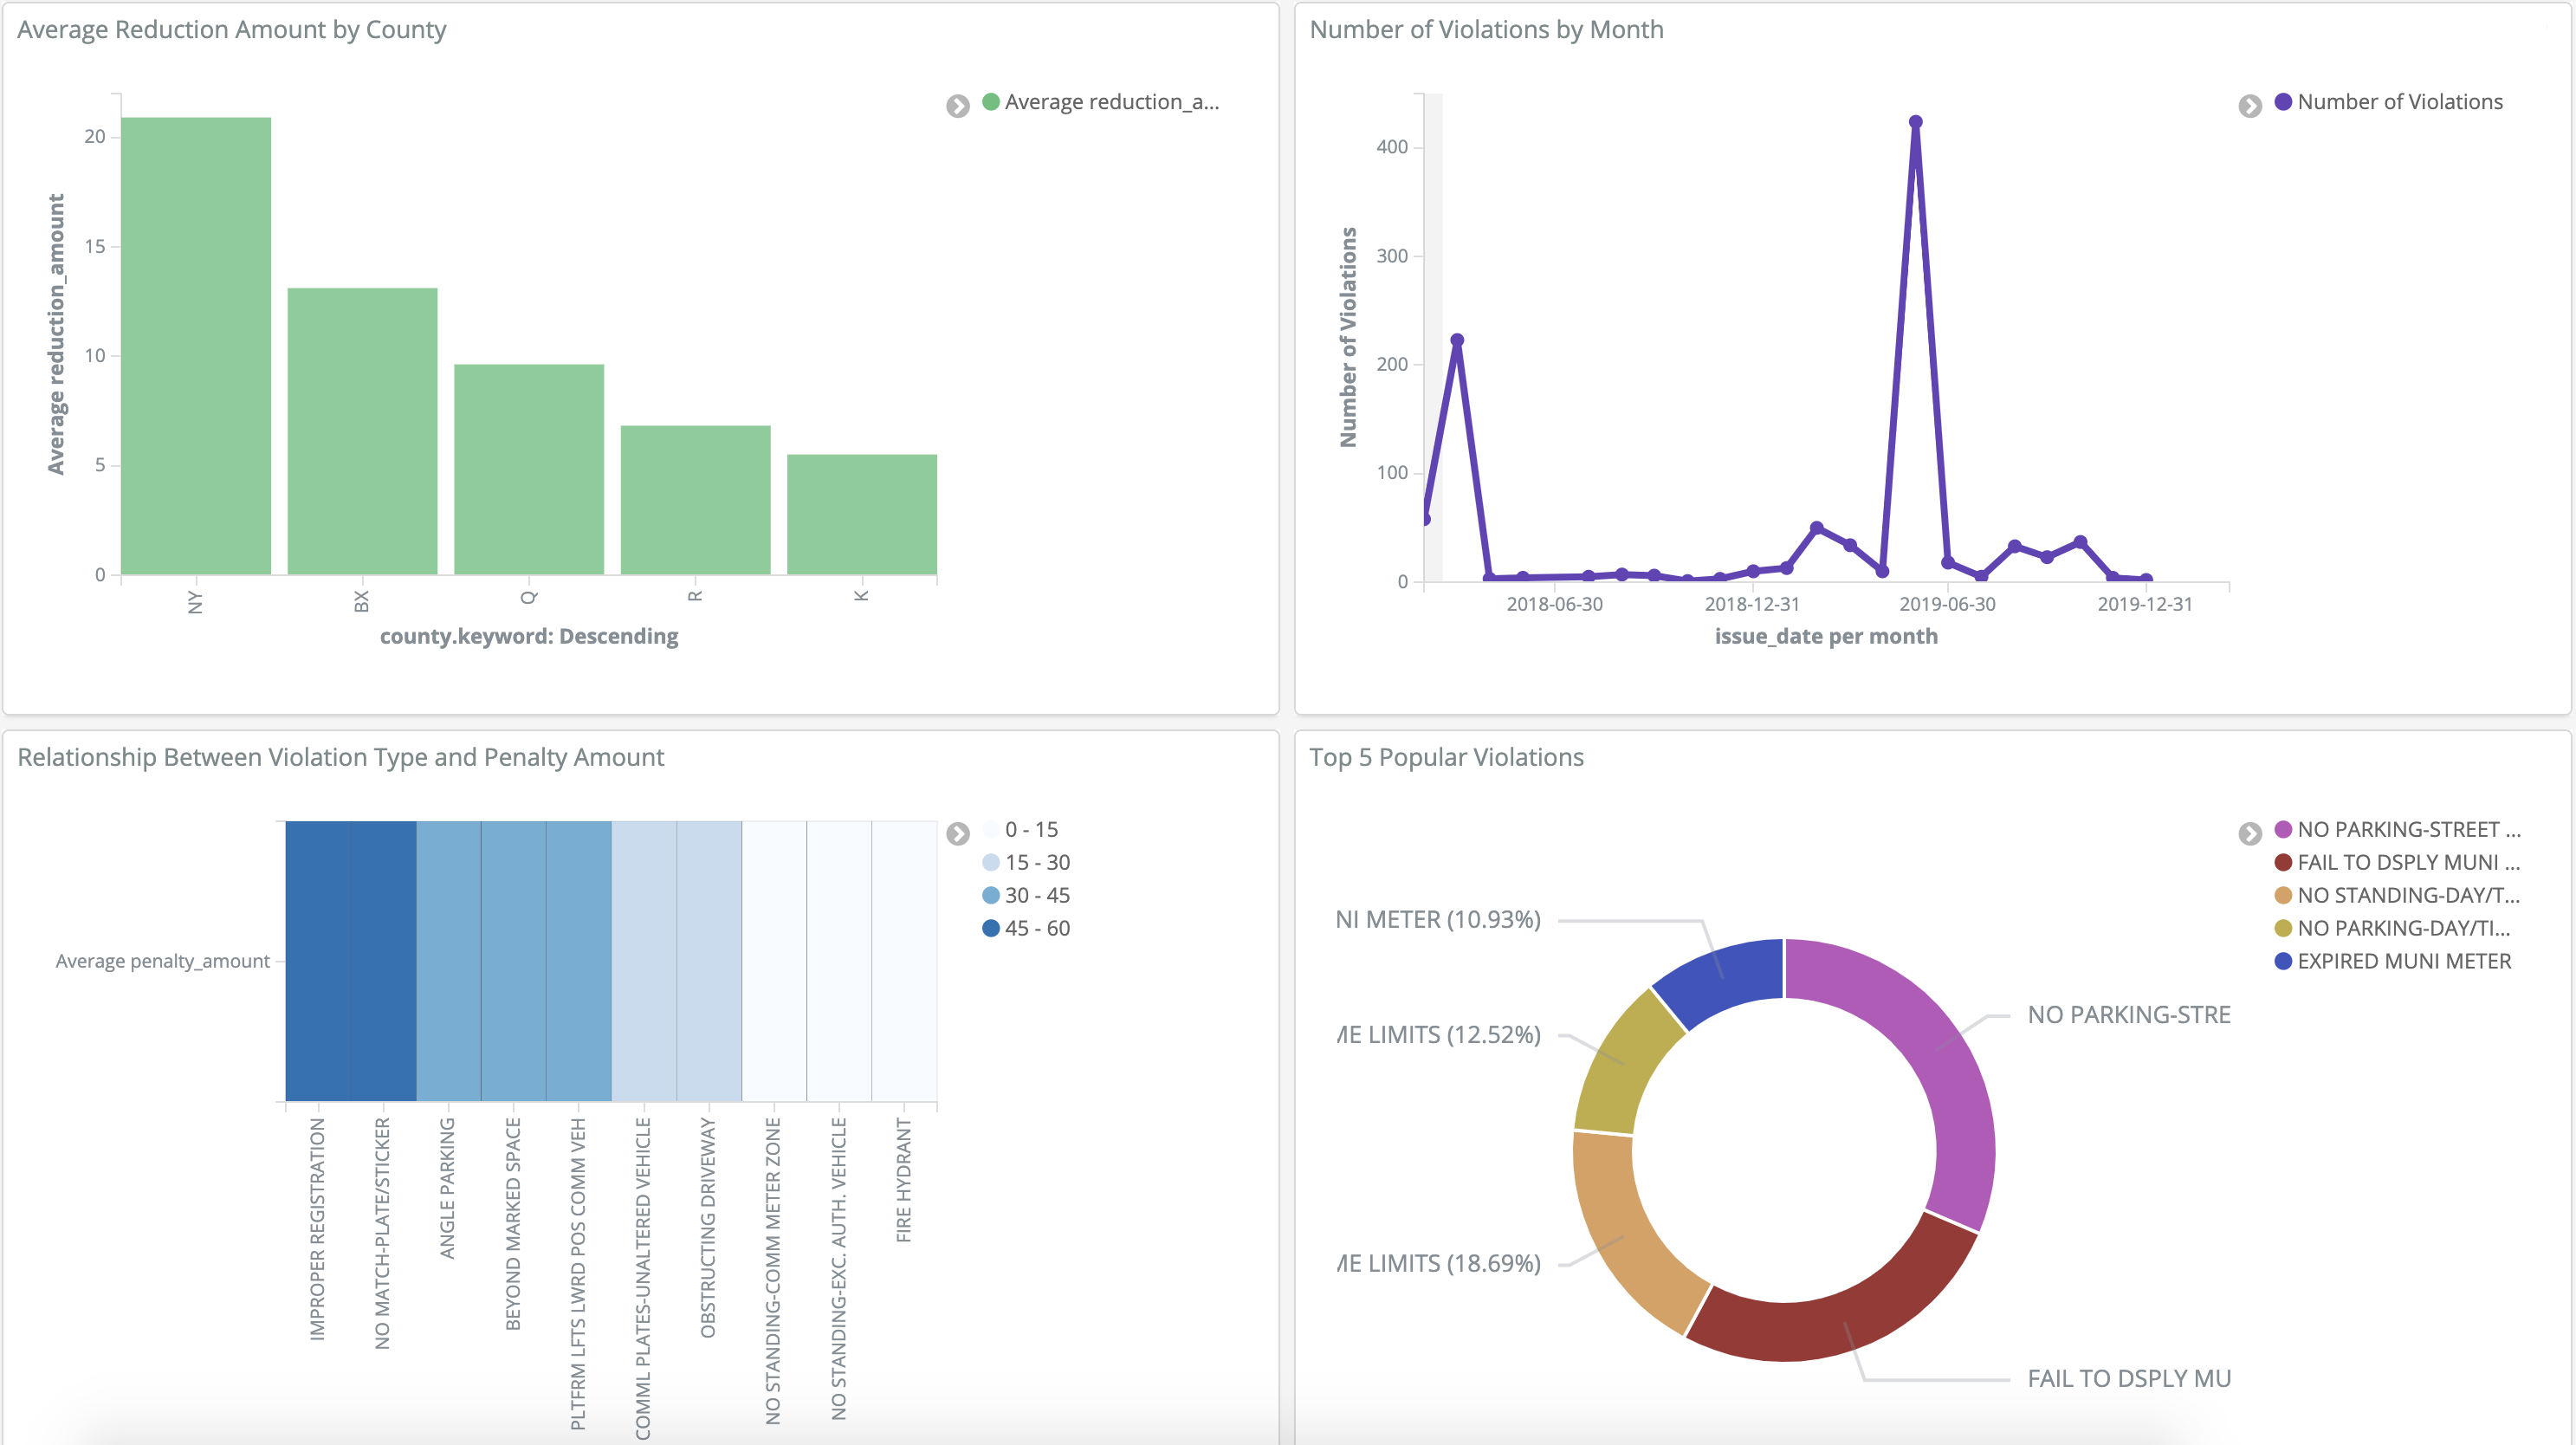 Average Reduction Amount by County
Average reduction_a...
20
15
10
5
0
Average reduction_amount
NY
BX
Q
R
K
county.keyword: Descending
Number of Violations by Month
Number of Violations
400
300
200
100
0
Number of Violations
2018-06-30
2018-12-31
2019-06-30
2019-12-31
issue_date per month
Relationship Between Violation Type and Penalty Amount
0 - 15
15 - 30
30 - 45
45 - 60
Average penalty_amount
IMPROPER REGISTRATION
NO MATCH-PLATE/STICKER
ANGLE PARKING
BEYOND MARKED SPACE
PLTFRM LFTS LWRD POS COMM VEH
COMML PLATES-UNALTERED VEHICLE
OBSTRUCTING DRIVEWAY
NO STANDING-COMM METER ZONE
NO STANDING-EXC. AUTH. VEHICLE
FIRE HYDRANT
Top 5 Popular Violations
NO PARKING-STREET ...
FAIL TO DSPLY MUNI ...
NO STANDING-DAY/T...
NO PARKING-DAY/TI...
EXPIRED MUNI METER
NI METER (10.93%)
ME LIMITS (12.52%)
ME LIMITS (18.69%)
NO PARKING-STRE
FAIL TO DSPLY MU